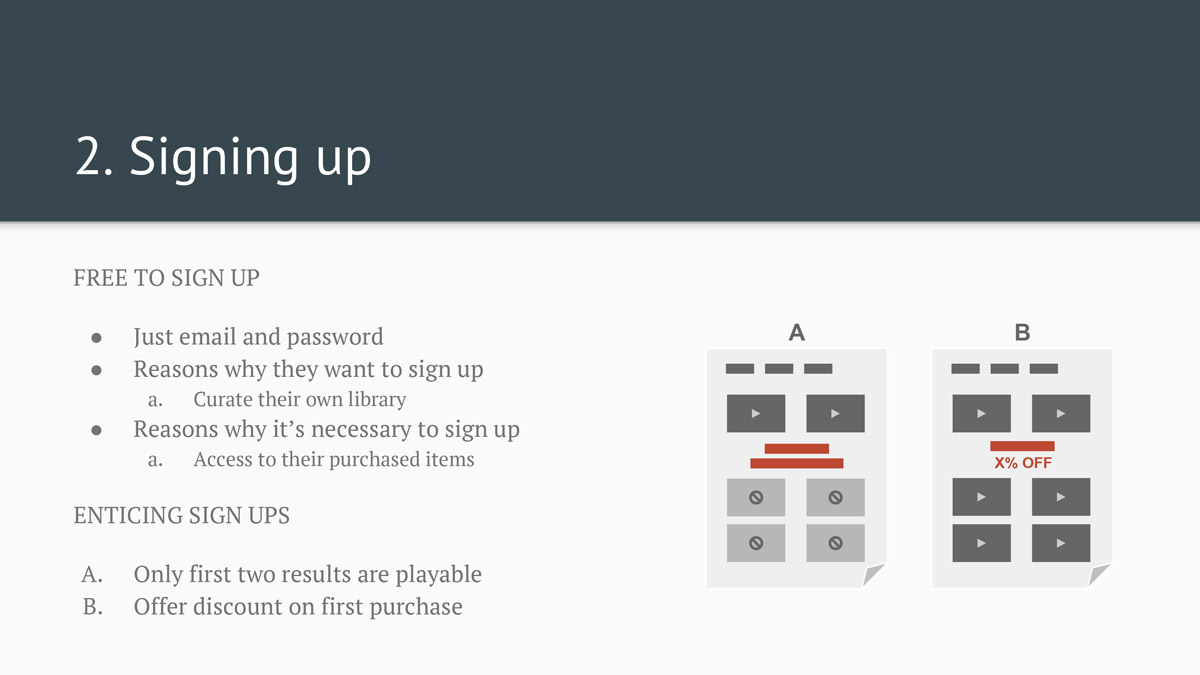 2. Signing up
FREE TO SIGN UP
● Just email and password
● Reasons why they want to sign up
a. Curate their own library
● Reasons why it’s necessary to sign up
a. Access to their purchased items
ENTICING SIGN UPS
A. Only first two results are playable
B. Offer discount on first purchase
A
B
X% OFF